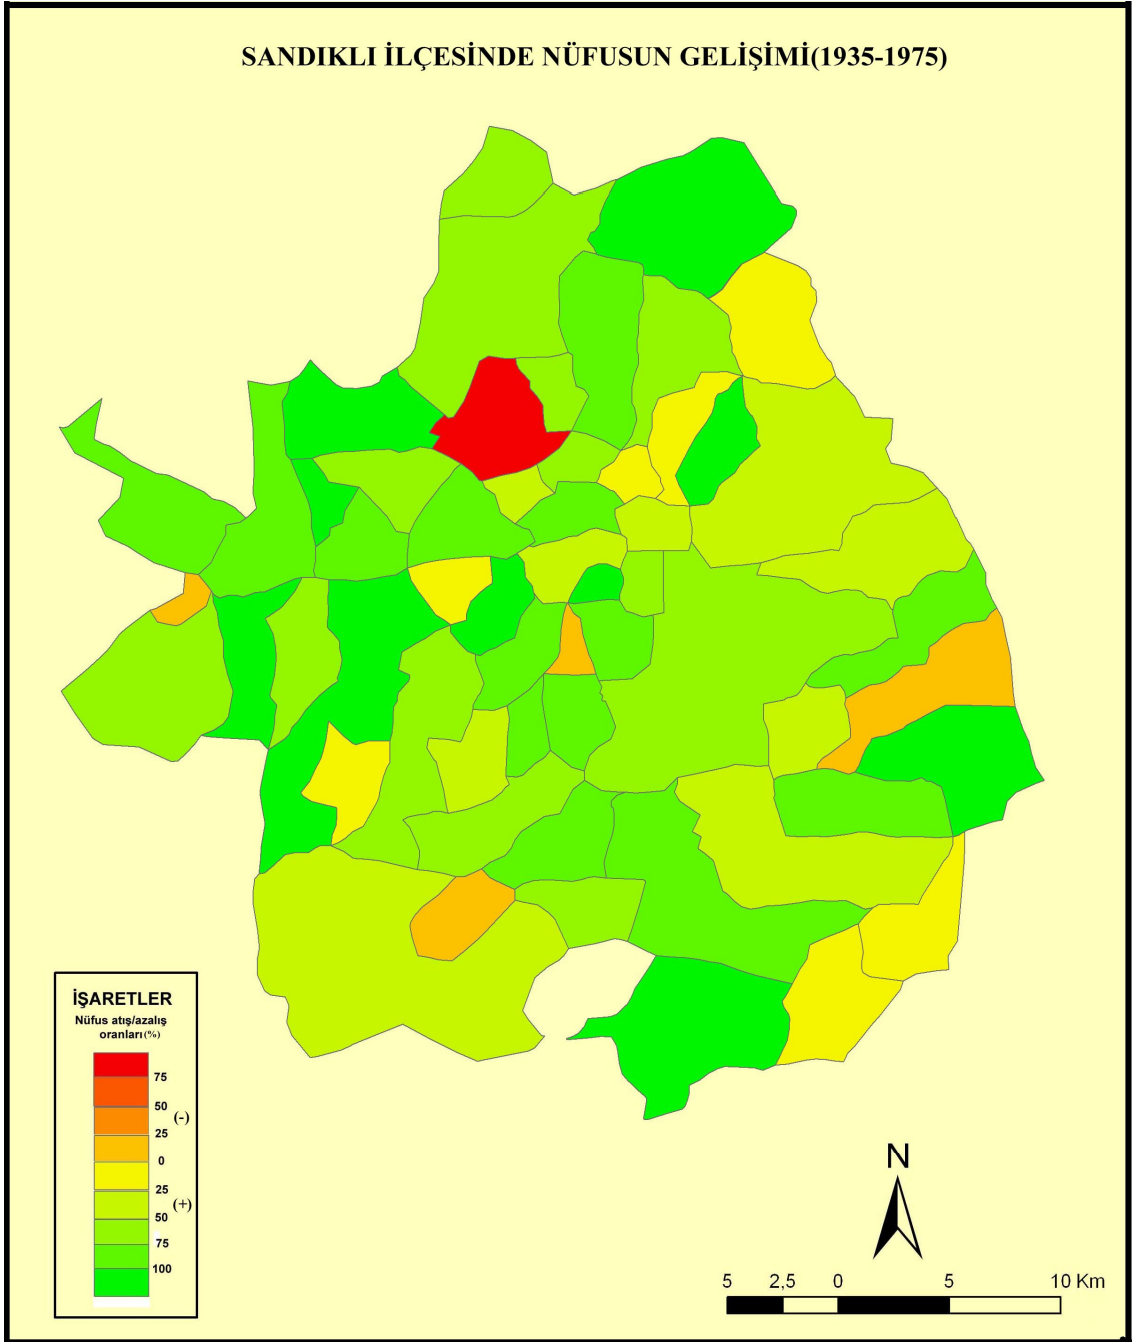 SANDIKLI İLÇESİNDE NÜFUSUN GELİŞİMİ(1935-1975)
İŞARETLER
Nüfus atış/azalış
oranları(%)
75
50
(-)
25
0
25
(+)
50
75
100
N
5 2,5 0 5 10 Km